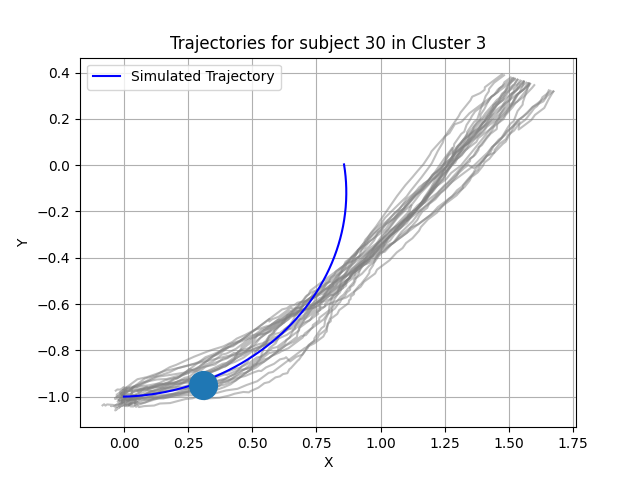 Trajectories for subject 30 in Cluster 3
Simulated Trajectory
Y
0.4
0.2
0.0
−0.2
−0.4
−0.6
−0.8
−1.0
0.00 0.25 0.50 0.75 1.00 1.25 1.50 1.75
X